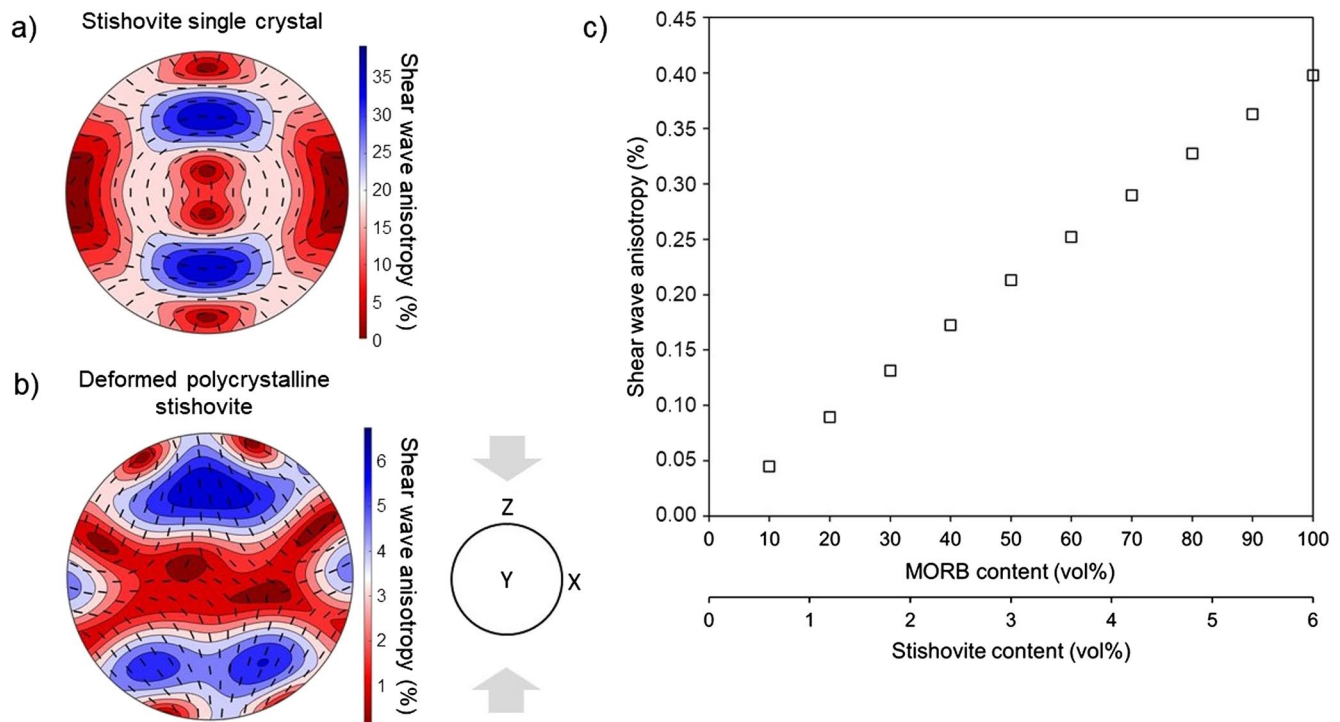 a)
Stishovite single crystal
35
30
25
20
15
10
5
0
Shear wave anisotropy (%)
b)
Deformed polycrystalline
stishovite
6
5
4
3
2
1
Shear wave anisotropy (%)
Z
Y
X
c)
0.45
0.40
0.35
0.30
0.25
0.20
0.15
0.10
0.05
0.00
Shear wave anisotropy (%)
0 10 20 30 40 50 60 70 80 90 100
MORB content (vol%)
0 1 2 3 4 5 6
Stishovite content (vol%)